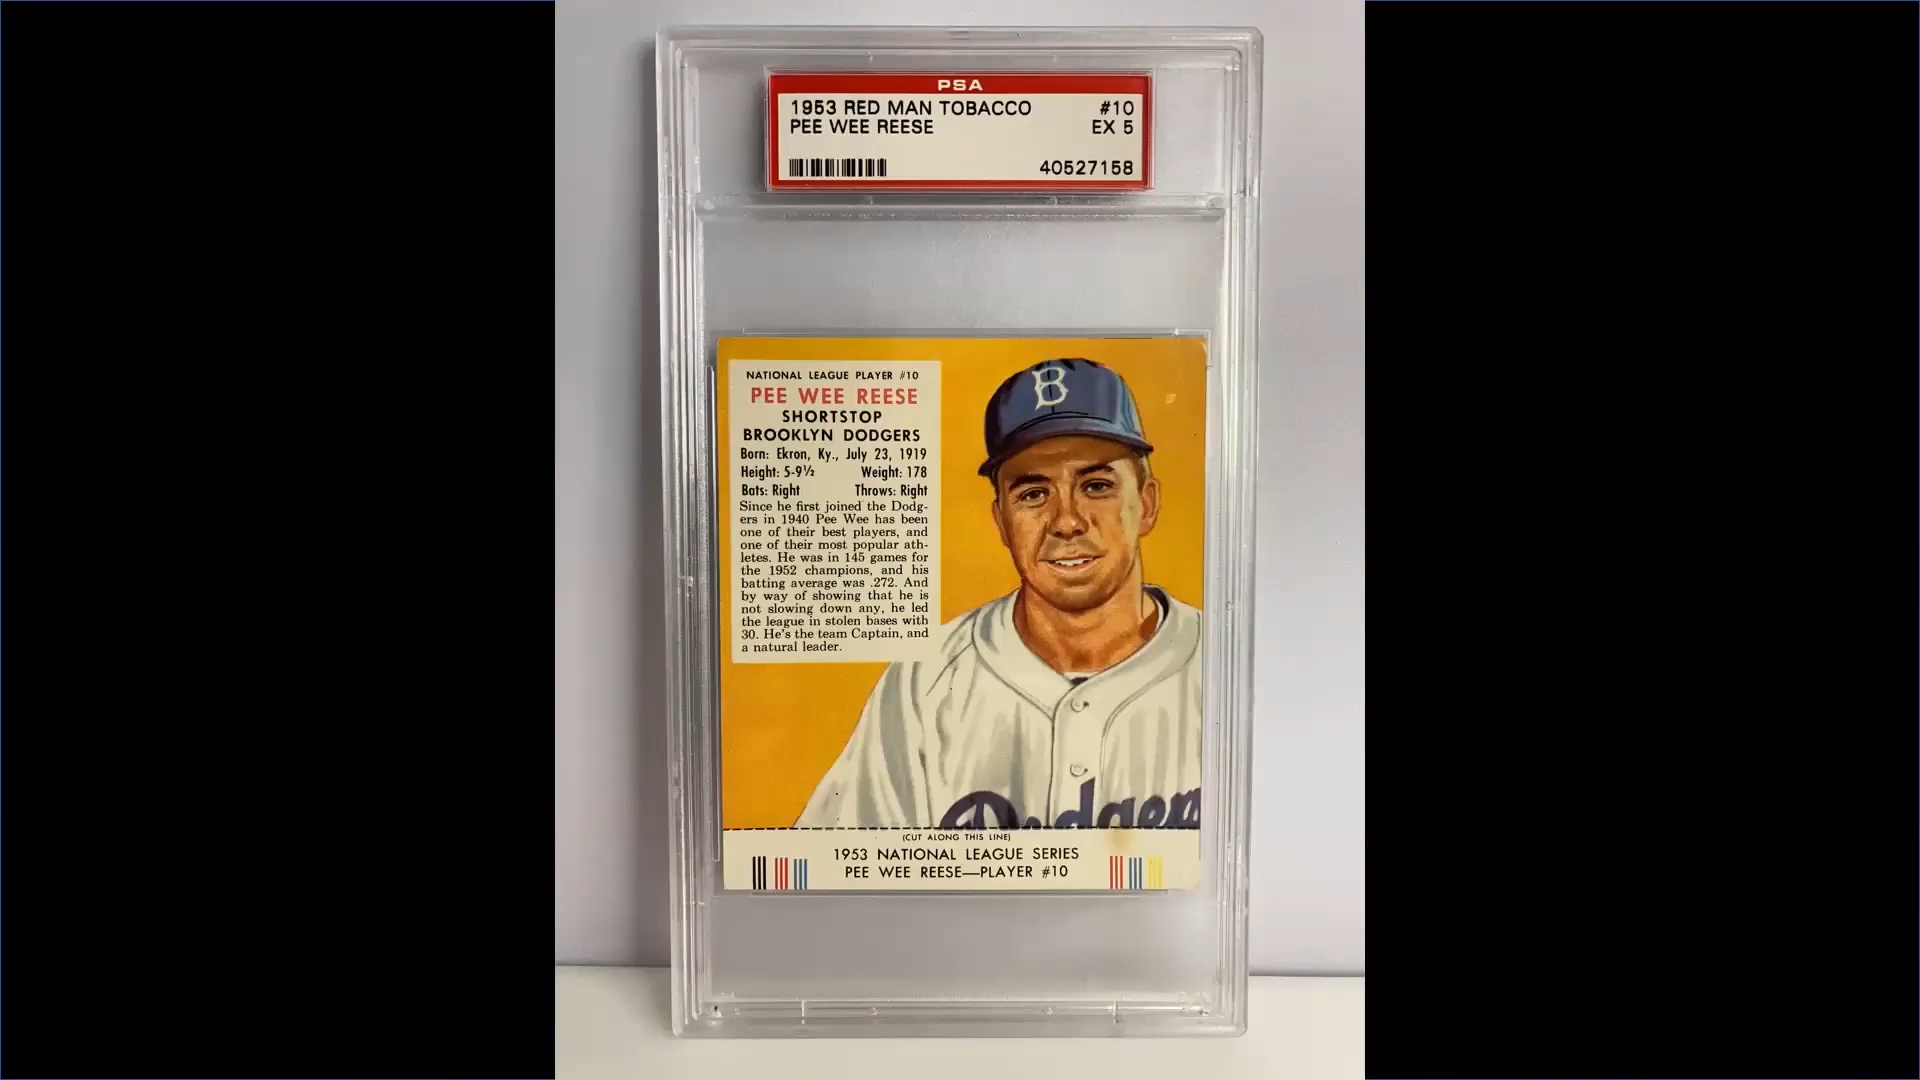 PSA
1953 RED MAN TOBACCO #10
PEE WEE REESE EX 5
40527158
NATIONAL LEAGUE PLAYER #10
PEE WEE REESE
SHORTSTOP
BROOKLYN DODGERS
Born: Ekron, Ky., July 23, 1919
Height: 5-9½ Weight: 178
Bats: Right Throws: Right
Since he first joined the Dodg-
ers in 1940 Pee Wee has been
one of their best players, and
one of their most popular ath-
letes. He was in 145 games for
the 1952 champions, and his
batting average was .272. And
by way of showing that he is
not slowing down any, he led
the league in stolen bases with
30. He's the team Captain, and
a natural leader.
B
Dodgers
(CUT ALONG THIS LINE)
1953 NATIONAL LEAGUE SERIES
PEE WEE REESE—PLAYER #10